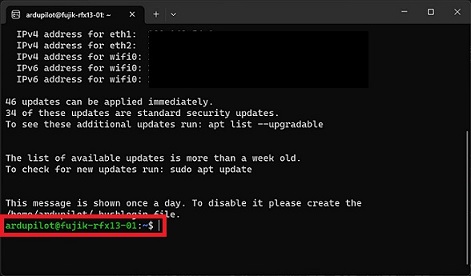 ardupilot@fujik-rfx13-01: ~
IPv4 address for eth1:
IPv4 address for eth2:
IPv4 address for wifi0:
IPv6 address for wifi0:
IPv6 address for wifi0:
46 updates can be applied immediately.
34 of these updates are standard security updates.
To see these additional updates run: apt list --upgradable
The list of available updates is more than a week old.
To check for new updates run: sudo apt update
This message is shown once a day. To disable it please create the
/home/ardupilot/.hushlogin file.
ardupilot@fujik-rfx13-01:~$